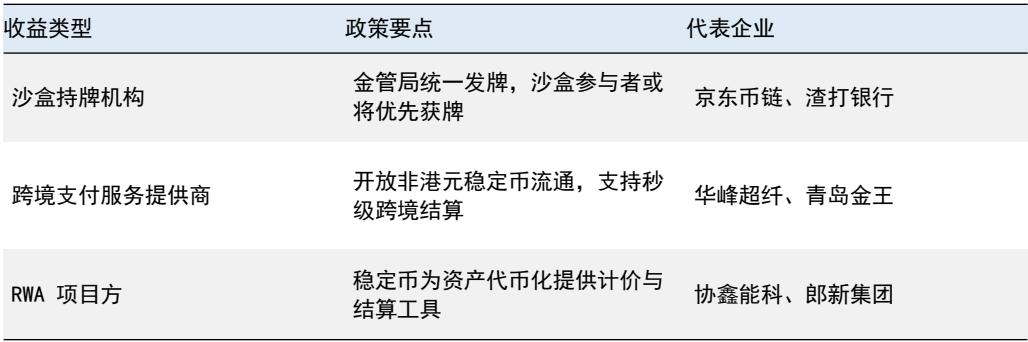 收益类型 政策要点 代表企业
沙盒持牌机构 金管局统一发牌，沙盒参与者或将优先获牌 京东币链、渣打银行
跨境支付服务提供商 开放非港元稳定币流通，支持秒级跨境结算 华峰超纤、青岛金王
RWA 项目方 稳定币为资产代币化提供计价与结算工具 协鑫能科、郎新集团